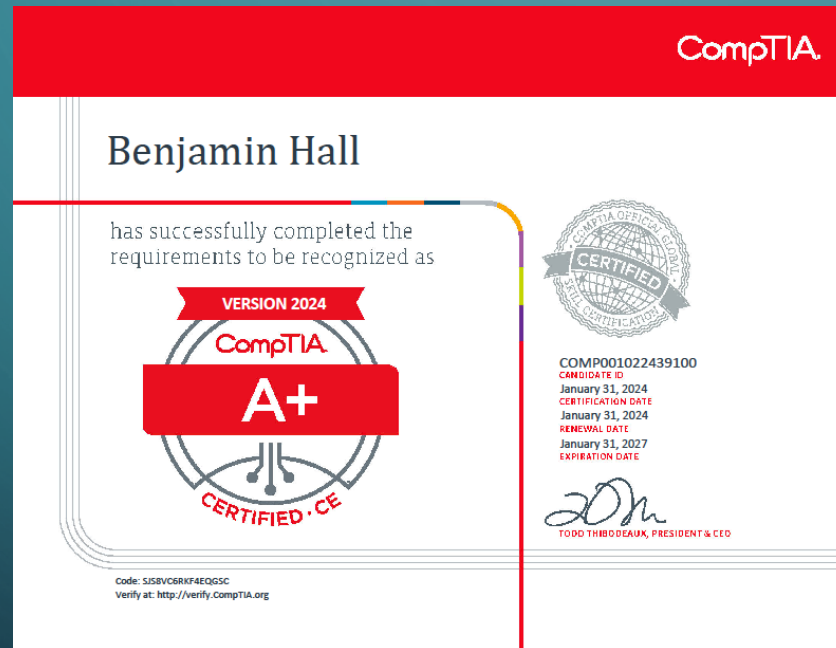 CompTIA.
Benjamin Hall
has successfully completed the
requirements to be recognized as
VERSION 2024
CompTIA.
A+
CERTIFIED · CE
COMPTIA OFFICIAL GLOBAL
CERTIFIED
SKILL CERTIFICATION
COMP001022439100
CANDIDATE ID
January 31, 2024
CERTIFICATION DATE
January 31, 2024
RENEWAL DATE
January 31, 2027
EXPIRATION DATE
TODD THIBODEAUX, PRESIDENT & CEO
Code: SJSBVC6RKF4EQGSC
Verify at: http://verify.CompTIA.org